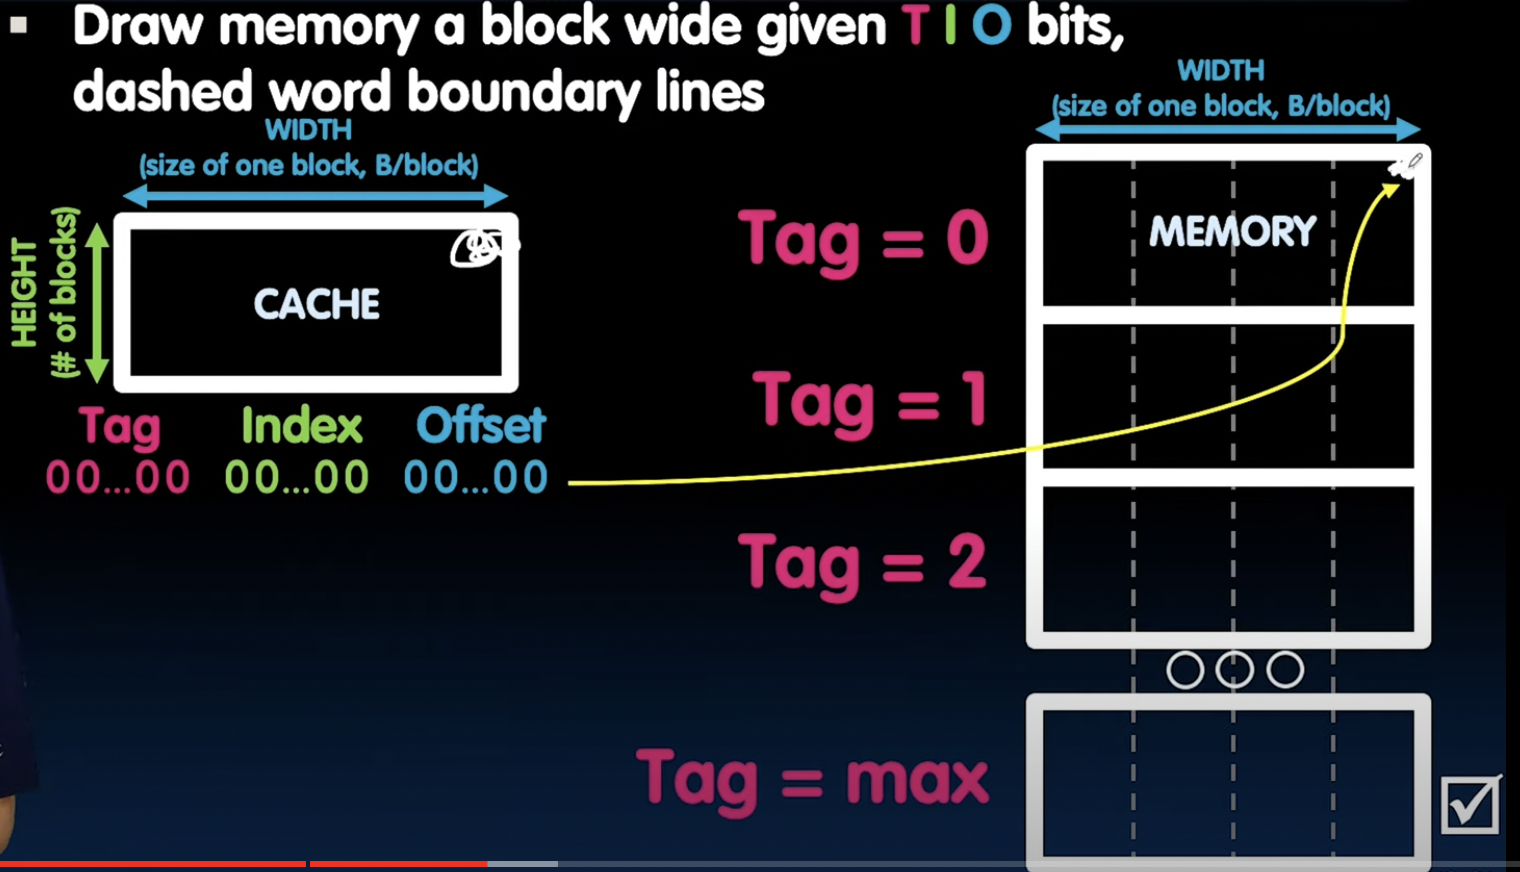 Draw memory a block wide given T I O bits,
dashed word boundary lines
WIDTH
(size of one block, B/block)
HEIGHT
(# of blocks)
CACHE
Tag Index Offset
00...00 00...00 00...00
WIDTH
(size of one block, B/block)
MEMORY
Tag = 0
Tag = 1
Tag = 2
Tag = max